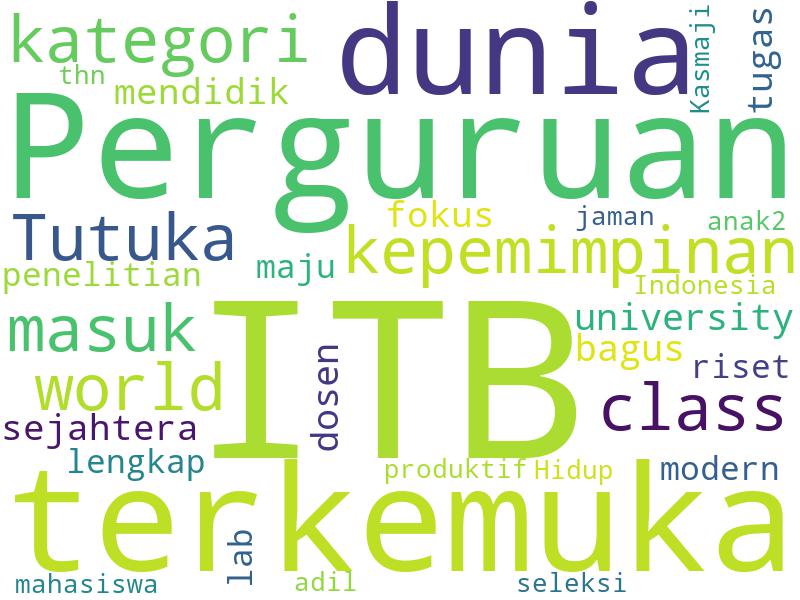 kategori
dunia
Kasmaji
tugas
thn
mendidik
Perguruan
Tutuka
fokus
jaman
anak2
kepemimpinan
penelitian
maju
Indonesia
masuk
ITB
university
world
dosen
bagus
riset
class
sejahtera
lengkap
produktif
Hidup
modern
terkemuka
lab
mahasiswa
adil
seleksi